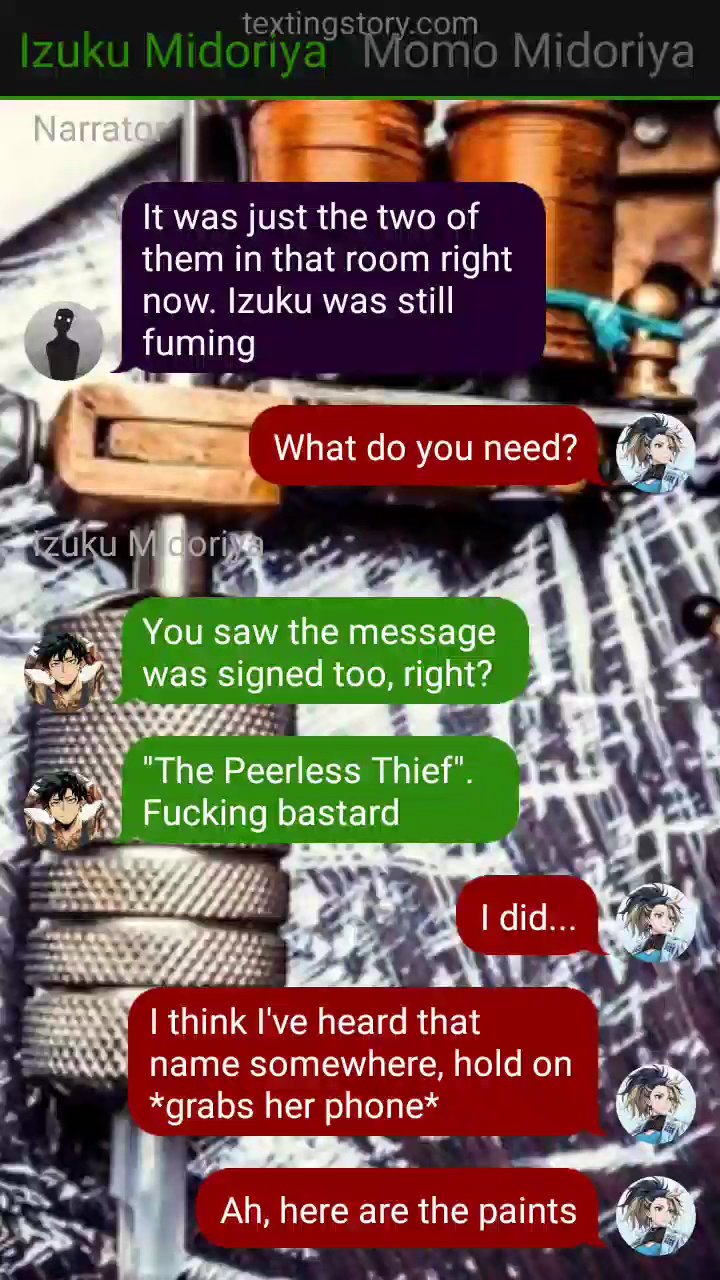 textingstory.com
Izuku Midoriya Momo Midoriya
Narrator
It was just the two of
them in that room right
now. Izuku was still
fuming
What do you need?
Izuku Midoriya
You saw the message
was signed too, right?
"The Peerless Thief".
Fucking bastard
I did...
I think I've heard that
name somewhere, hold on
*grabs her phone*
Ah, here are the paints